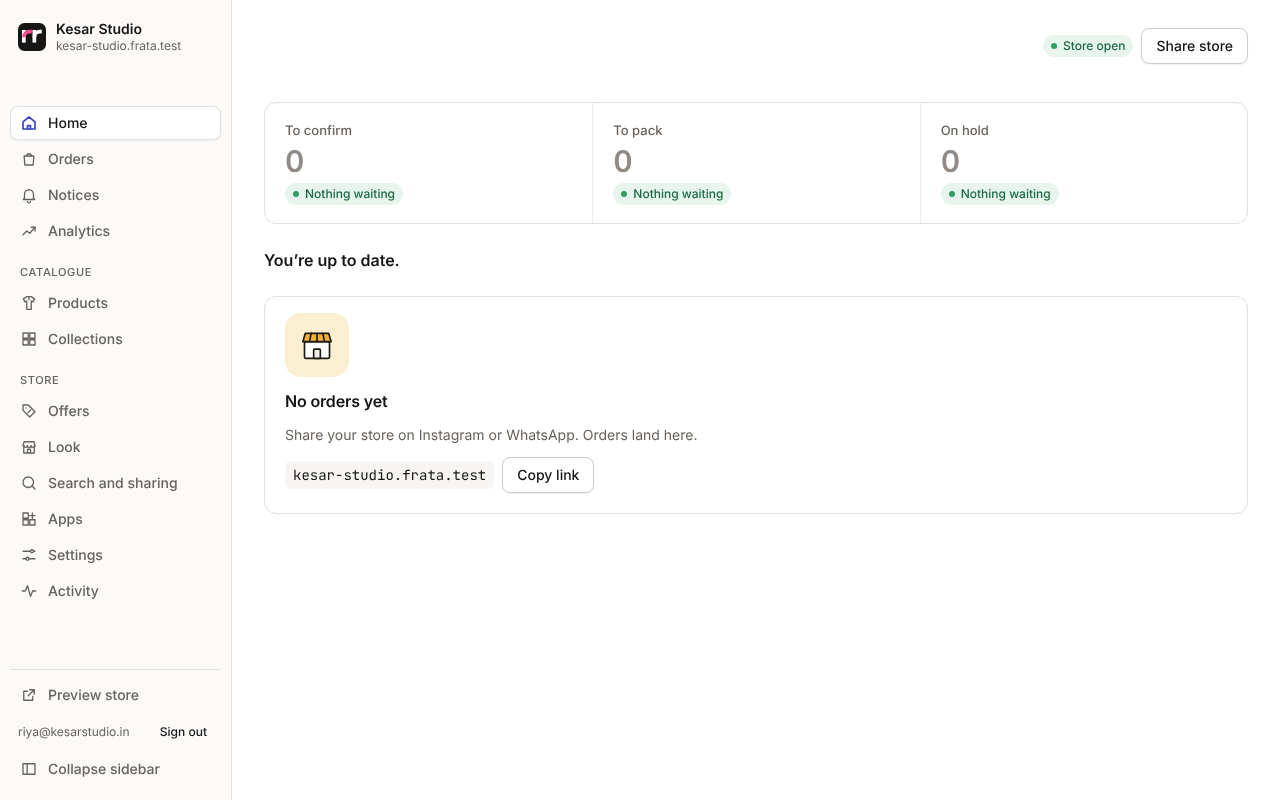 Kesar Studio
kesar-studio.frata.test
Home
Orders
Notices
Analytics
CATALOGUE
Products
Collections
STORE
Offers
Look
Search and sharing
Apps
Settings
Activity
Preview store
riya@kesarstudio.in Sign out
Collapse sidebar
Store open Share store
To confirm
0
Nothing waiting
To pack
0
Nothing waiting
On hold
0
Nothing waiting
You’re up to date.
No orders yet
Share your store on Instagram or WhatsApp. Orders land here.
kesar-studio.frata.test Copy link